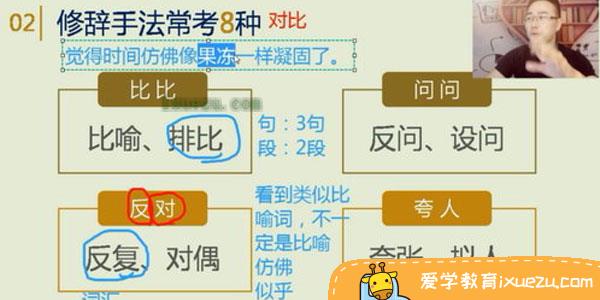 02 修辞手法常考8种 对比
觉得时间仿佛像果冻一样凝固了。
比比
比喻、排比
句：3句
段：2段
问问
反问、设问
反对
反复、对偶
看到类似比
喻词，不一
定是比喻
仿佛
似乎
夸人
夸张、拟人
词汇
爱学教育ixuezu.com